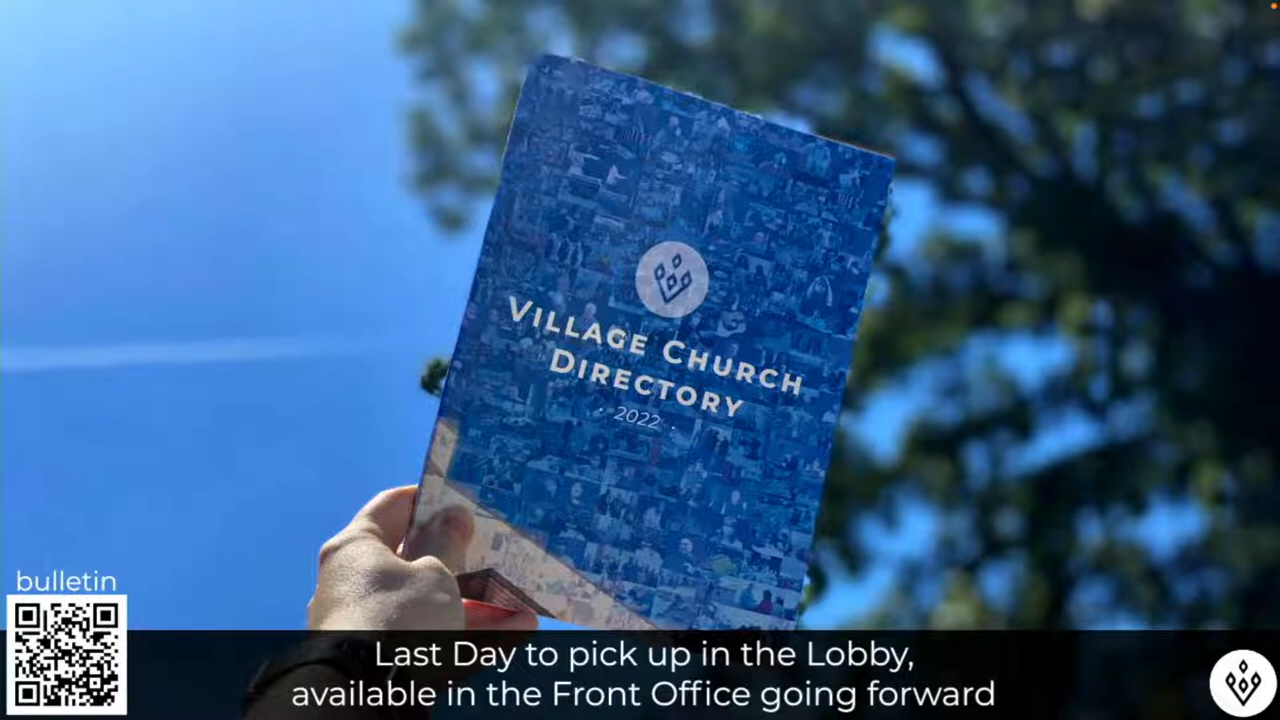 VILLAGE CHURCH
DIRECTORY
· 2022 ·
bulletin
Last Day to pick up in the Lobby,
available in the Front Office going forward